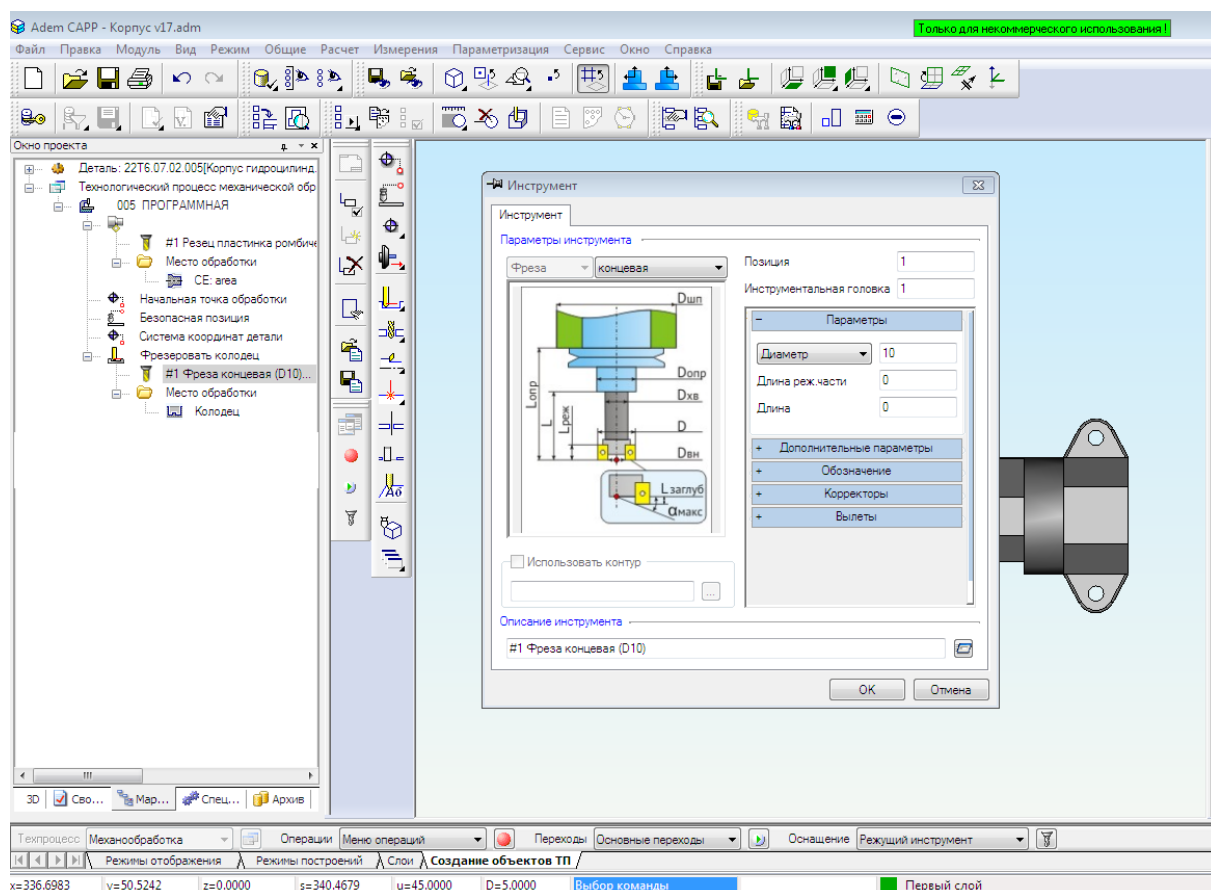 Adem CAPP - Корпус v17.adm
Только для некоммерческого использования!
Файл Правка Модуль Вид Режим Общие Расчет Измерения Параметризация Сервис Окно Справка
Окно проекта
Деталь: 22Т6.07.02.005[Корпус гидроцилинд
Технологический процесс механической обр
005 ПРОГРАММНАЯ
#1 Резец пластинка ромбиче
Место обработки
CE: area
Начальная точка обработки
Безопасная позиция
Система координат детали
Фрезеровать колодец
#1 Фреза концевая (D10)...
Место обработки
Колодец
Инструмент
Инструмент
Параметры инструмента
Фреза концевая
Позиция 1
Инструментальная головка 1
Dшп
Dопр
Dхв
D
Dвн
Lопр
L
Lреж
Lзаглуб
αмакс
Параметры
Диаметр 10
Длина реж.части 0
Длина 0
Дополнительные параметры
Обозначение
Корректоры
Вылеты
Использовать контур
...
Описание инструмента
#1 Фреза концевая (D10)
ОК Отмена
3D Сво... Мар... Спец... Архив
Техпроцесс Механообработка Операции Меню операций Переходы Основные переходы Оснащение Режущий инструмент
Режимы отображения Режимы построений Слои Создание объектов ТП
x=336.6983 v=50.5242 z=0.0000 s=340.4679 u=45.0000 D=5.0000 Выбор команды Первый слой